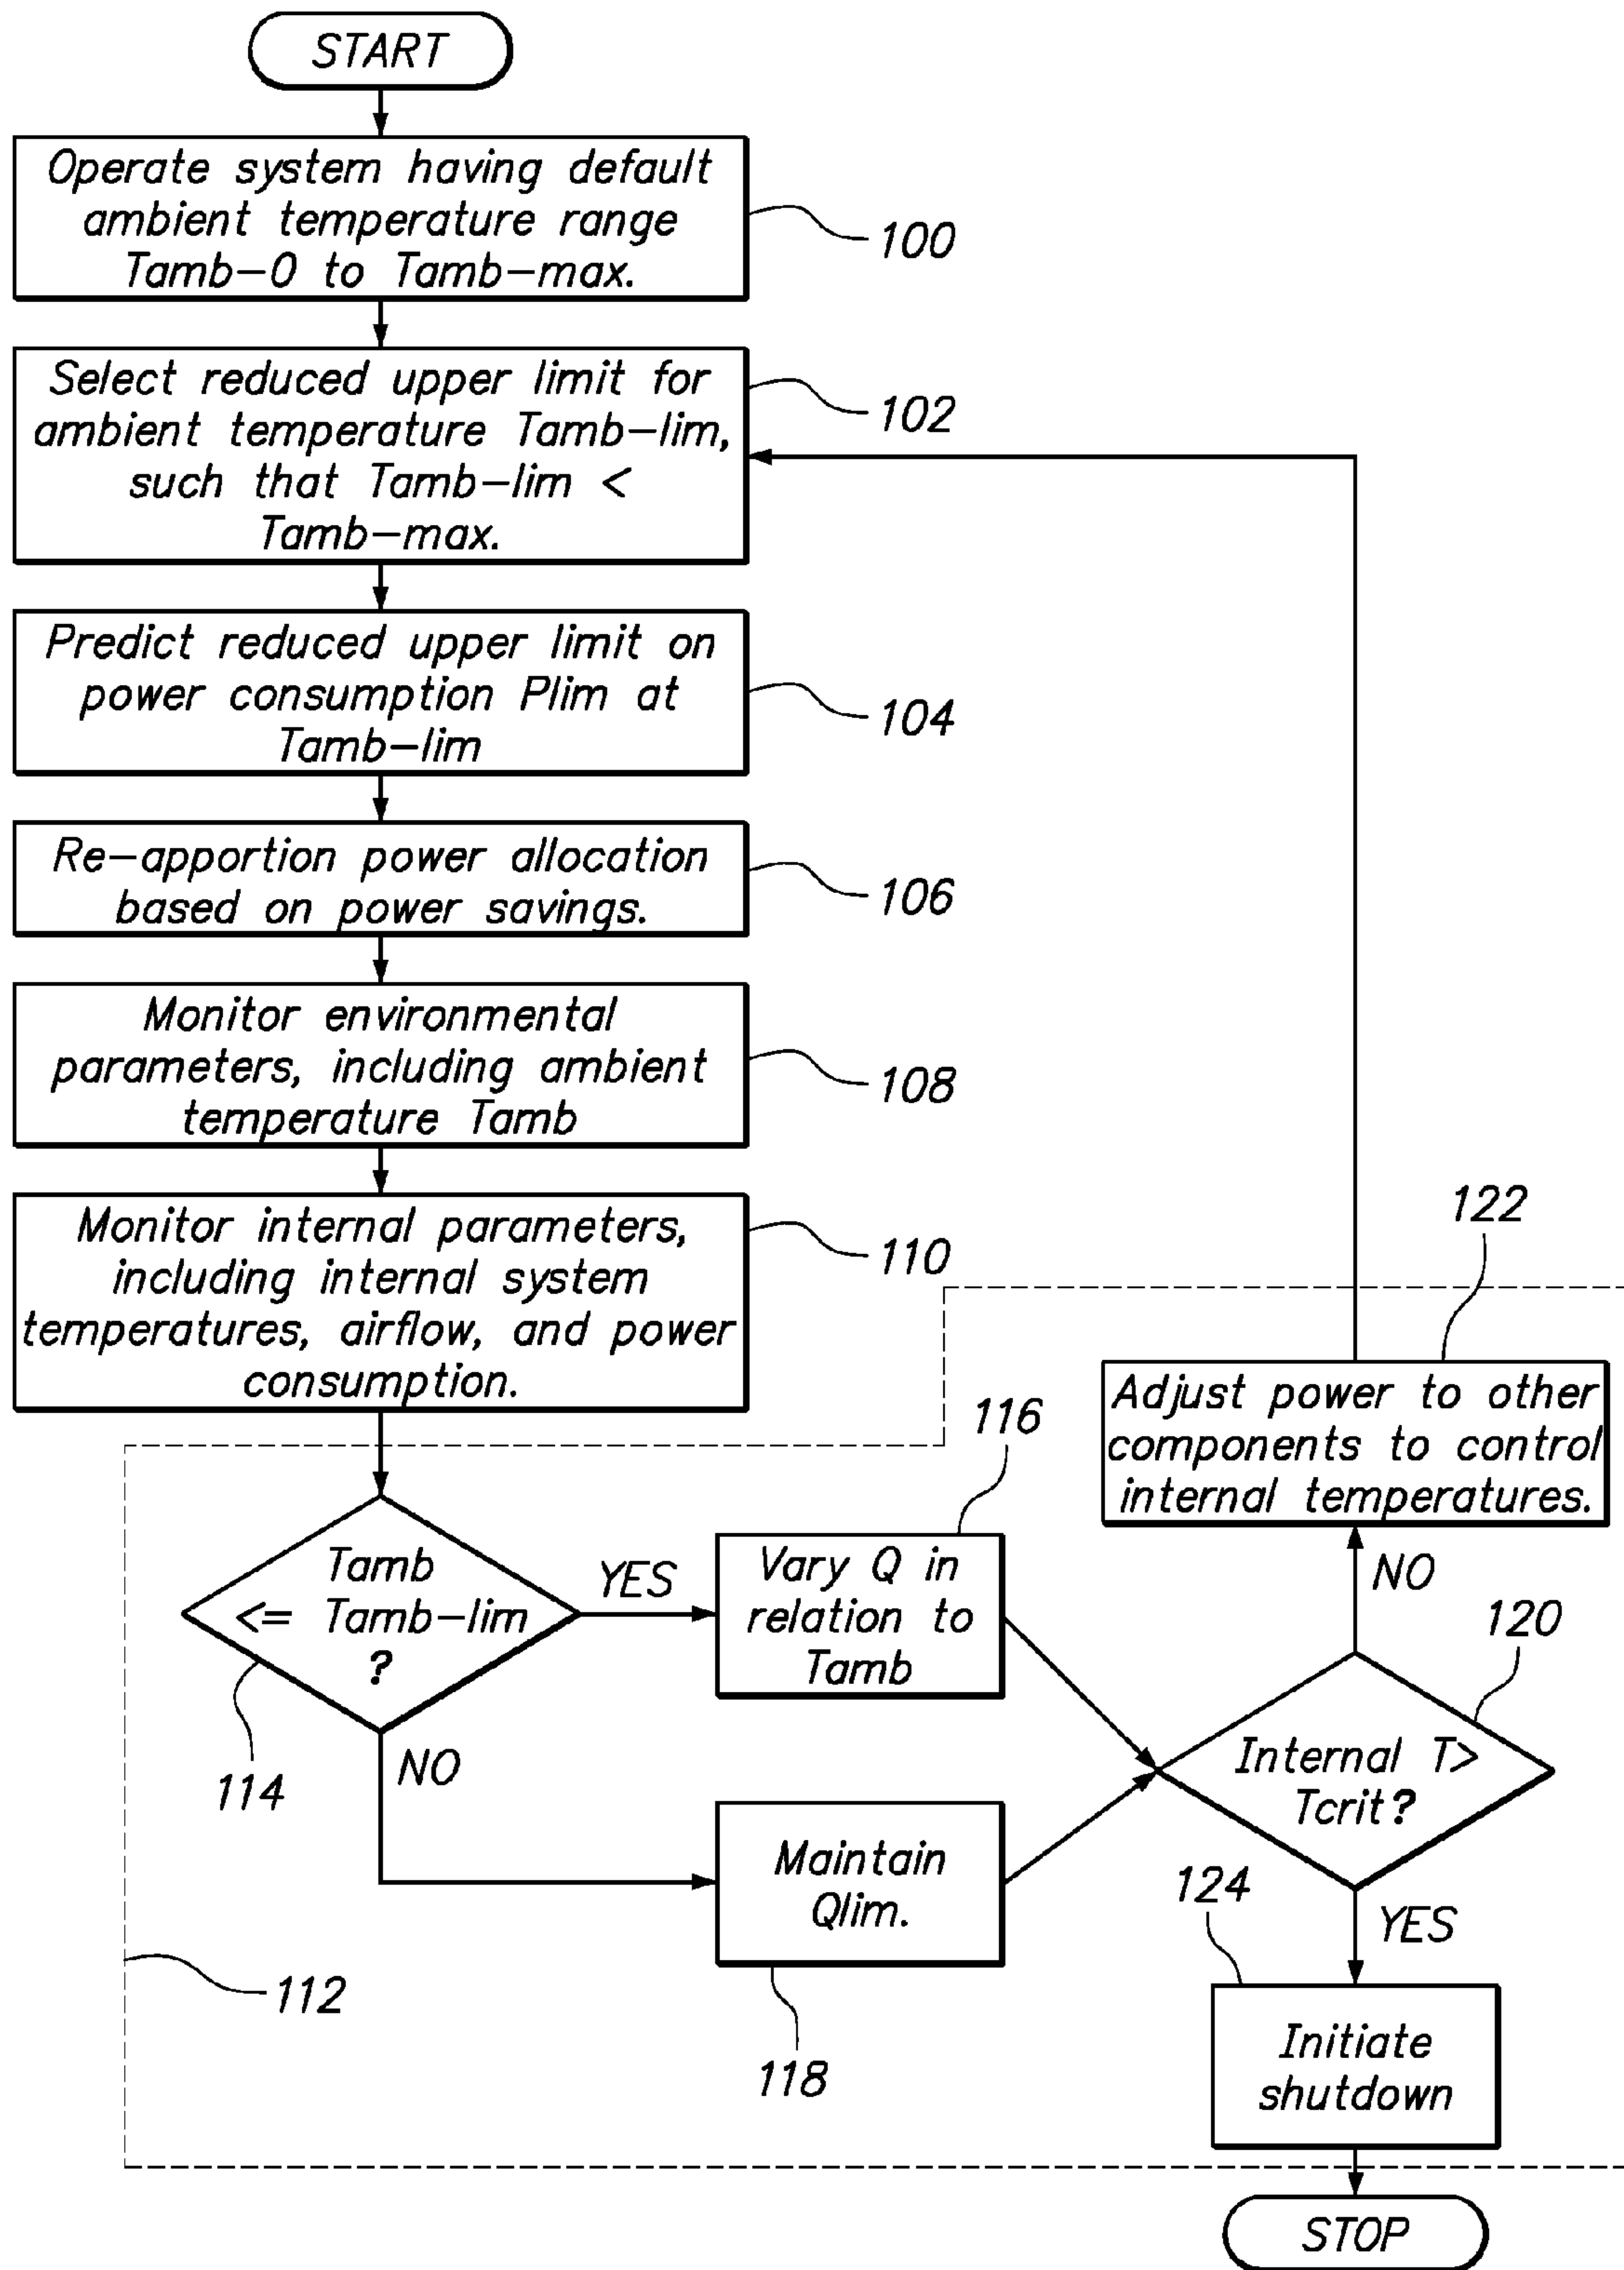 START
Operate system having default
ambient temperature range
Tamb-0 to Tamb-max.
100
Select reduced upper limit for
ambient temperature Tamb-lim,
such that Tamb-lim <
Tamb-max.
102
Predict reduced upper limit on
power consumption Plim at
Tamb-lim
104
Re-apportion power allocation
based on power savings.
106
Monitor environmental
parameters, including ambient
temperature Tamb
108
Monitor internal parameters,
including internal system
temperatures, airflow, and power
consumption.
110
122
Adjust power to other
components to control
internal temperatures.
116
Tamb
<= Tamb-lim
?
YES
Vary Q in
relation to
Tamb
NO
120
114
NO
Internal T>
Tcrit?
Maintain
Qlim.
124
YES
112
118
Initiate
shutdown
STOP